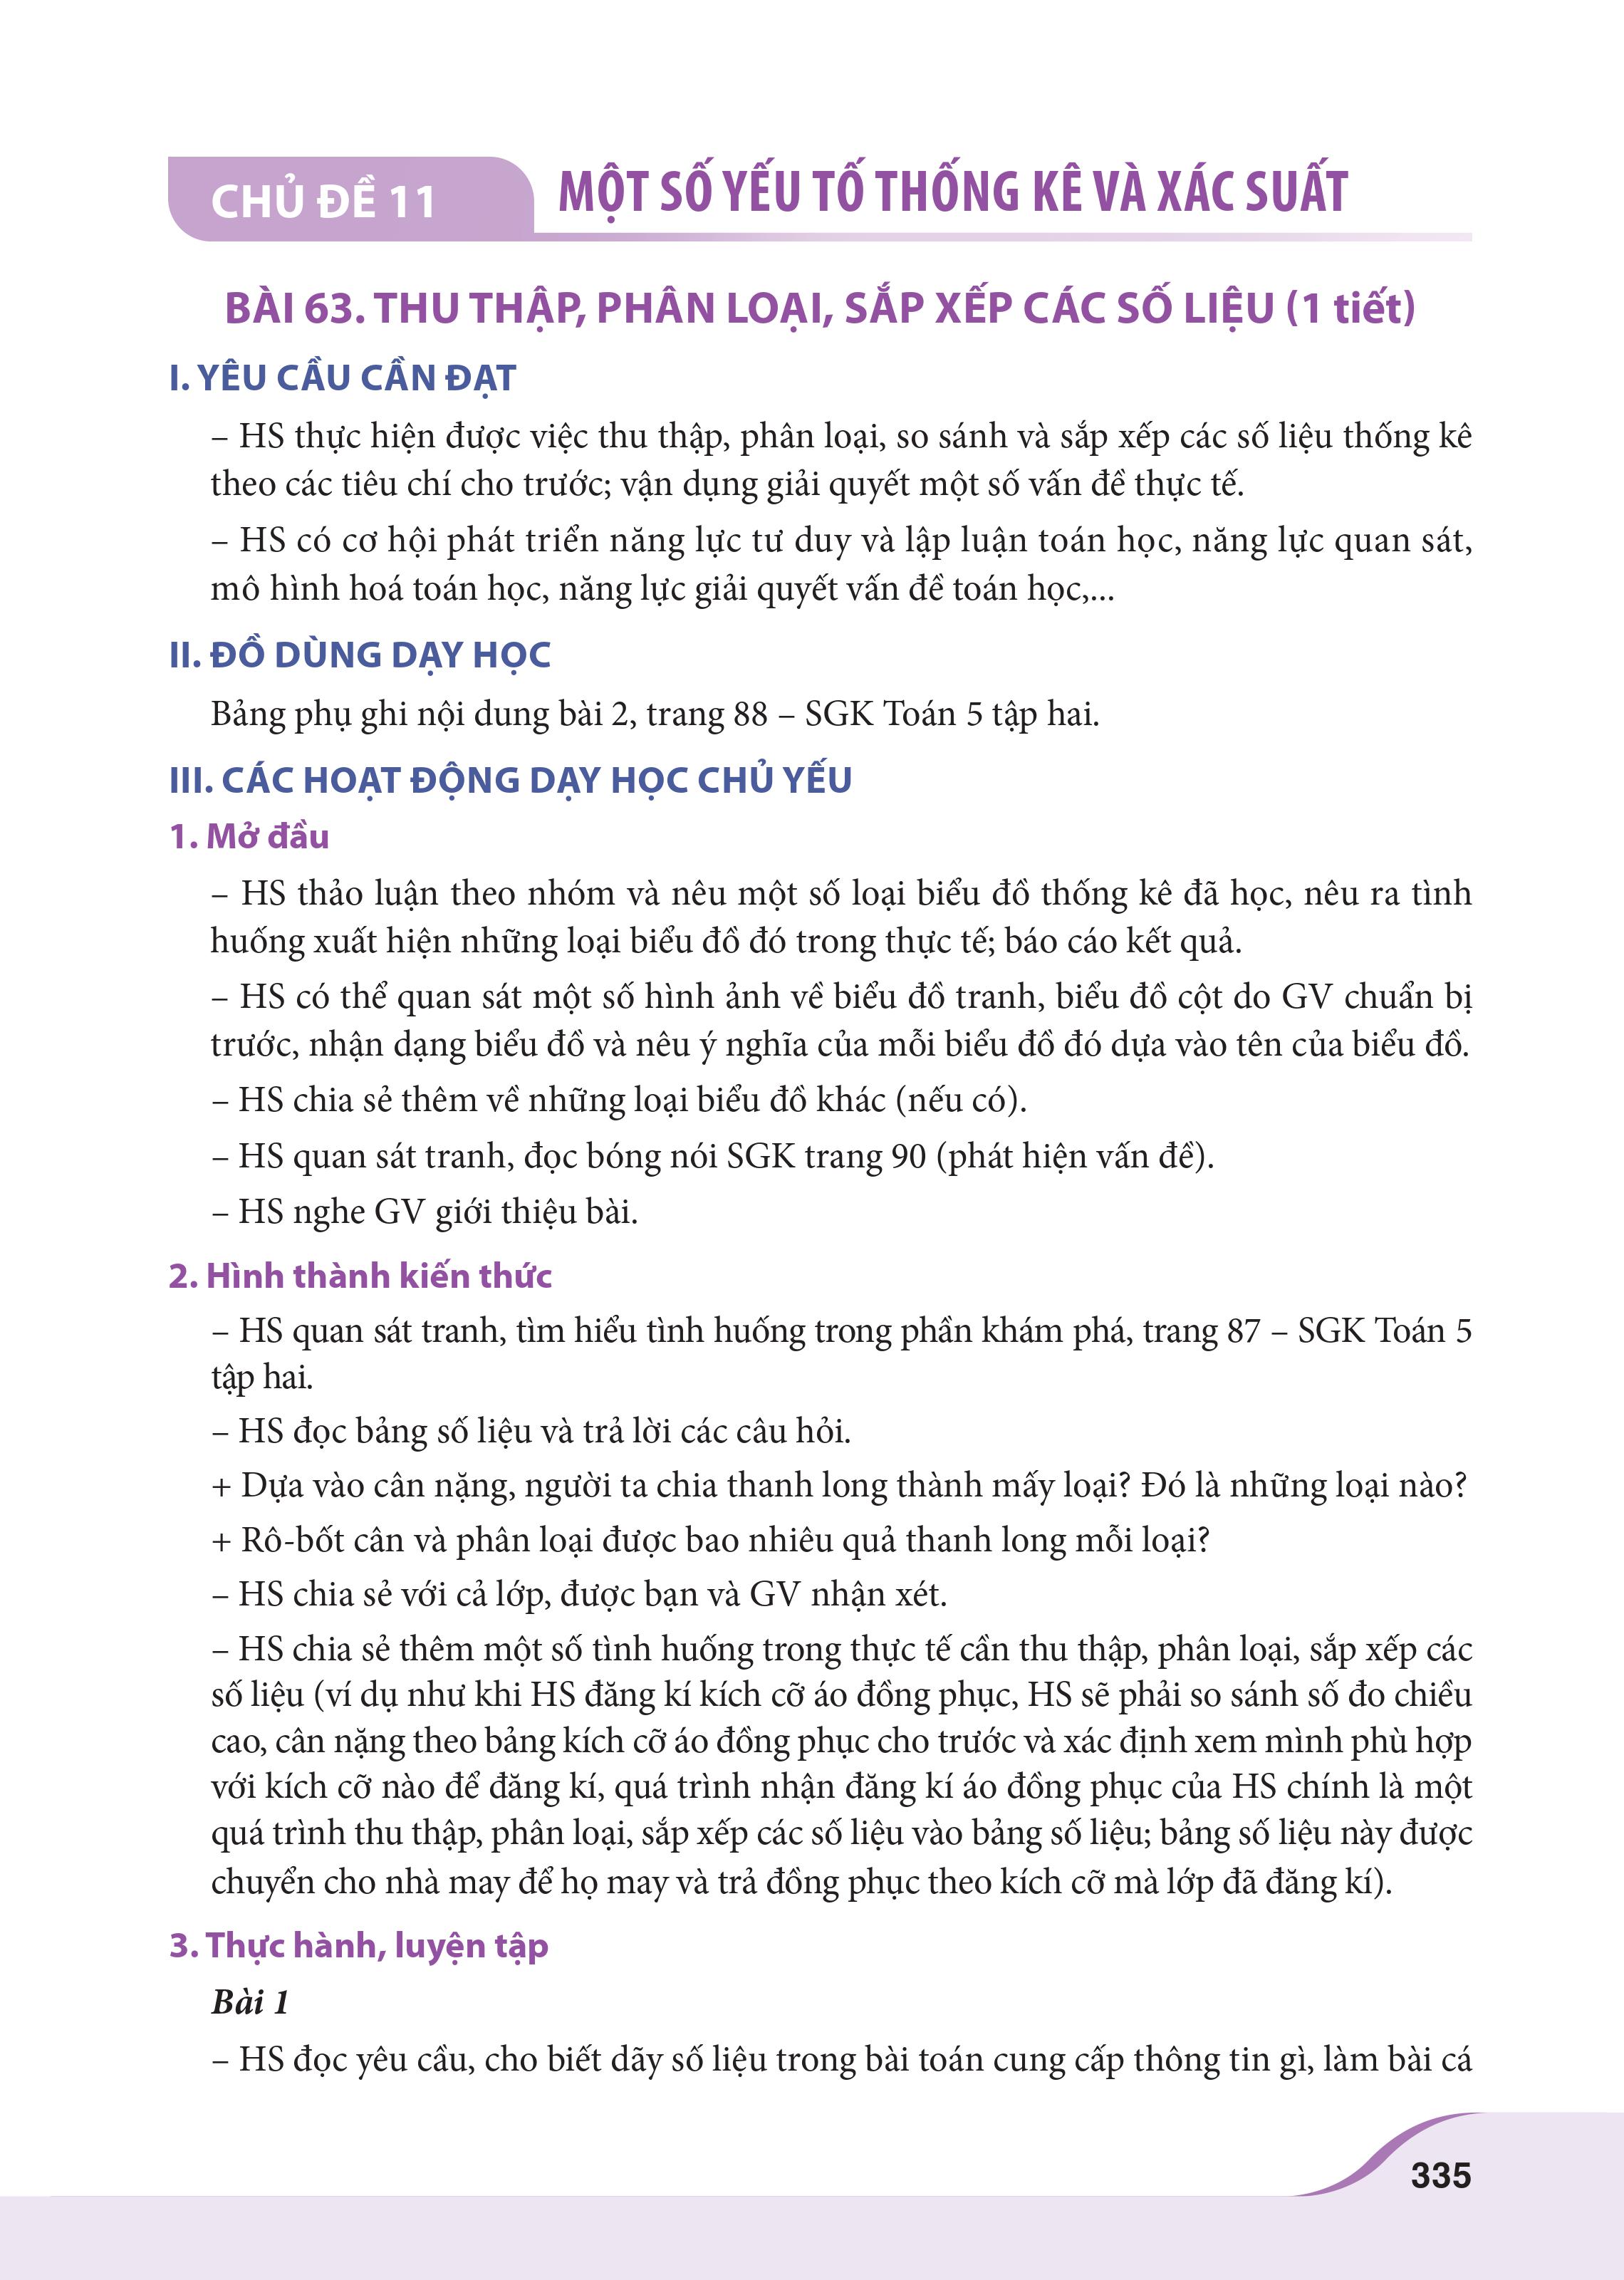 CHỦ ĐỀ 11
MỘT SỐ YẾU TỐ THỐNG KÊ VÀ XÁC SUẤT
BÀI 63. THU THẬP, PHÂN LOẠI, SẮP XẾP CÁC SỐ LIỆU (1 tiết)
I. YÊU CẦU CẦN ĐẠT
– HS thực hiện được việc thu thập, phân loại, so sánh và sắp xếp các số liệu thống kê
theo các tiêu chí cho trước; vận dụng giải quyết một số vấn đề thực tế.
– HS có cơ hội phát triển năng lực tư duy và lập luận toán học, năng lực quan sát,
mô hình hoá toán học, năng lực giải quyết vấn đề toán học,...
II. ĐỒ DÙNG DẠY HỌC
Bảng phụ ghi nội dung bài 2, trang 88 – SGK Toán 5 tập hai.
III. CÁC HOẠT ĐỘNG DẠY HỌC CHỦ YẾU
1. Mở đầu
– HS thảo luận theo nhóm và nêu một số loại biểu đồ thống kê đã học, nêu ra tình
huống xuất hiện những loại biểu đồ đó trong thực tế; báo cáo kết quả.
– HS có thể quan sát một số hình ảnh về biểu đồ tranh, biểu đồ cột do GV chuẩn bị
trước, nhận dạng biểu đồ và nêu ý nghĩa của mỗi biểu đồ đó dựa vào tên của biểu đồ.
– HS chia sẻ thêm về những loại biểu đồ khác (nếu có).
– HS quan sát tranh, đọc bóng nói SGK trang 90 (phát hiện vấn đề).
– HS nghe GV giới thiệu bài.
2. Hình thành kiến thức
– HS quan sát tranh, tìm hiểu tình huống trong phần khám phá, trang 87 – SGK Toán 5
tập hai.
– HS đọc bảng số liệu và trả lời các câu hỏi.
+ Dựa vào cân nặng, người ta chia thanh long thành mấy loại? Đó là những loại nào?
+ Rô-bốt cân và phân loại được bao nhiêu quả thanh long mỗi loại?
– HS chia sẻ với cả lớp, được bạn và GV nhận xét.
– HS chia sẻ thêm một số tình huống trong thực tế cần thu thập, phân loại, sắp xếp các
số liệu (ví dụ như khi HS đăng kí kích cỡ áo đồng phục, HS sẽ phải so sánh số đo chiều
cao, cân nặng theo bảng kích cỡ áo đồng phục cho trước và xác định xem mình phù hợp
với kích cỡ nào để đăng kí, quá trình nhận đăng kí áo đồng phục của HS chính là một
quá trình thu thập, phân loại, sắp xếp các số liệu vào bảng số liệu; bảng số liệu này được
chuyển cho nhà may để họ may và trả đồng phục theo kích cỡ mà lớp đã đăng kí).
3. Thực hành, luyện tập
Bài 1
– HS đọc yêu cầu, cho biết dãy số liệu trong bài toán cung cấp thông tin gì, làm bài cá
335